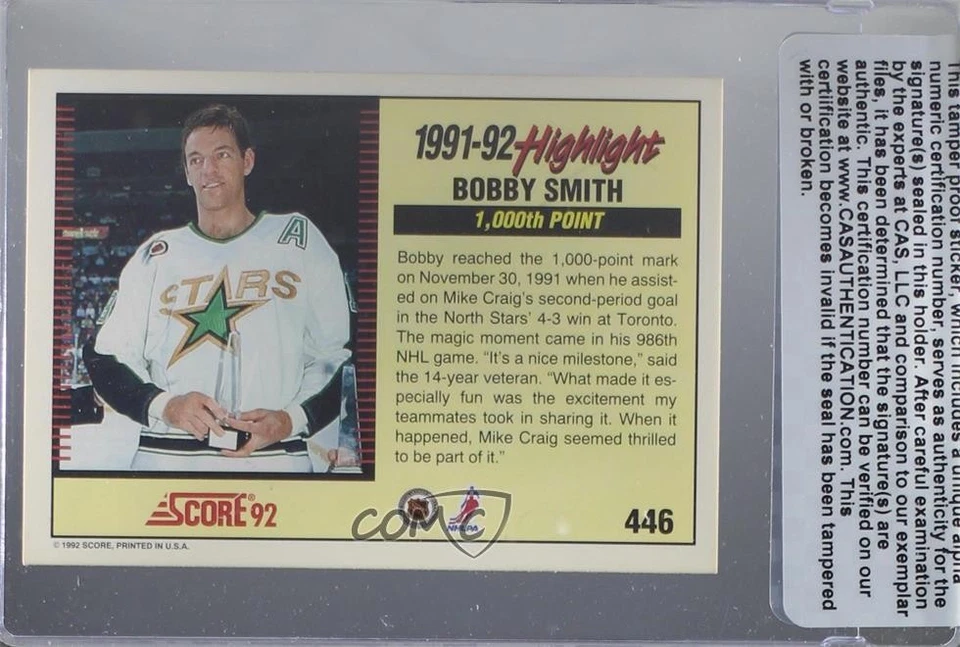 1991-92 Highlight
BOBBY SMITH
1,000th POINT
Bobby reached the 1,000-point mark
on November 30, 1991 when he assist-
ed on Mike Craig's second-period goal
in the North Stars' 4-3 win at Toronto.
The magic moment came in his 986th
NHL game. "It's a nice milestone," said
the 14-year veteran. "What made it es-
pecially fun was the excitement my
teammates took in sharing it. When it
happened, Mike Craig seemed thrilled
to be part of it."
A
STARS
SCORE® 92
NHLPA
COMC
446
© 1992 SCORE, PRINTED IN U.S.A.
This tamper proof sticker, which includes a unique alpha
numeric certification number, serves as authenticity for the
signature(s) sealed in this holder. After careful examination
by the experts at CAS, LLC and comparison to our exemplar
files, it has been determined that the signature(s) are
authentic. This certification number can be verified on our
website at www.CASAUTHENTICATION.com. This
certiification becomes invalid if the seal has been tampered
with or broken.